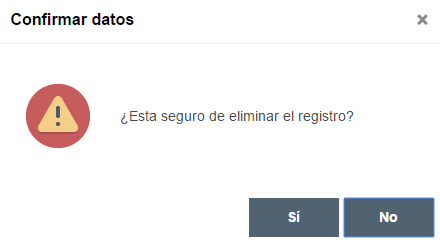 Confirmar datos
¿Esta seguro de eliminar el registro?
Sí
No